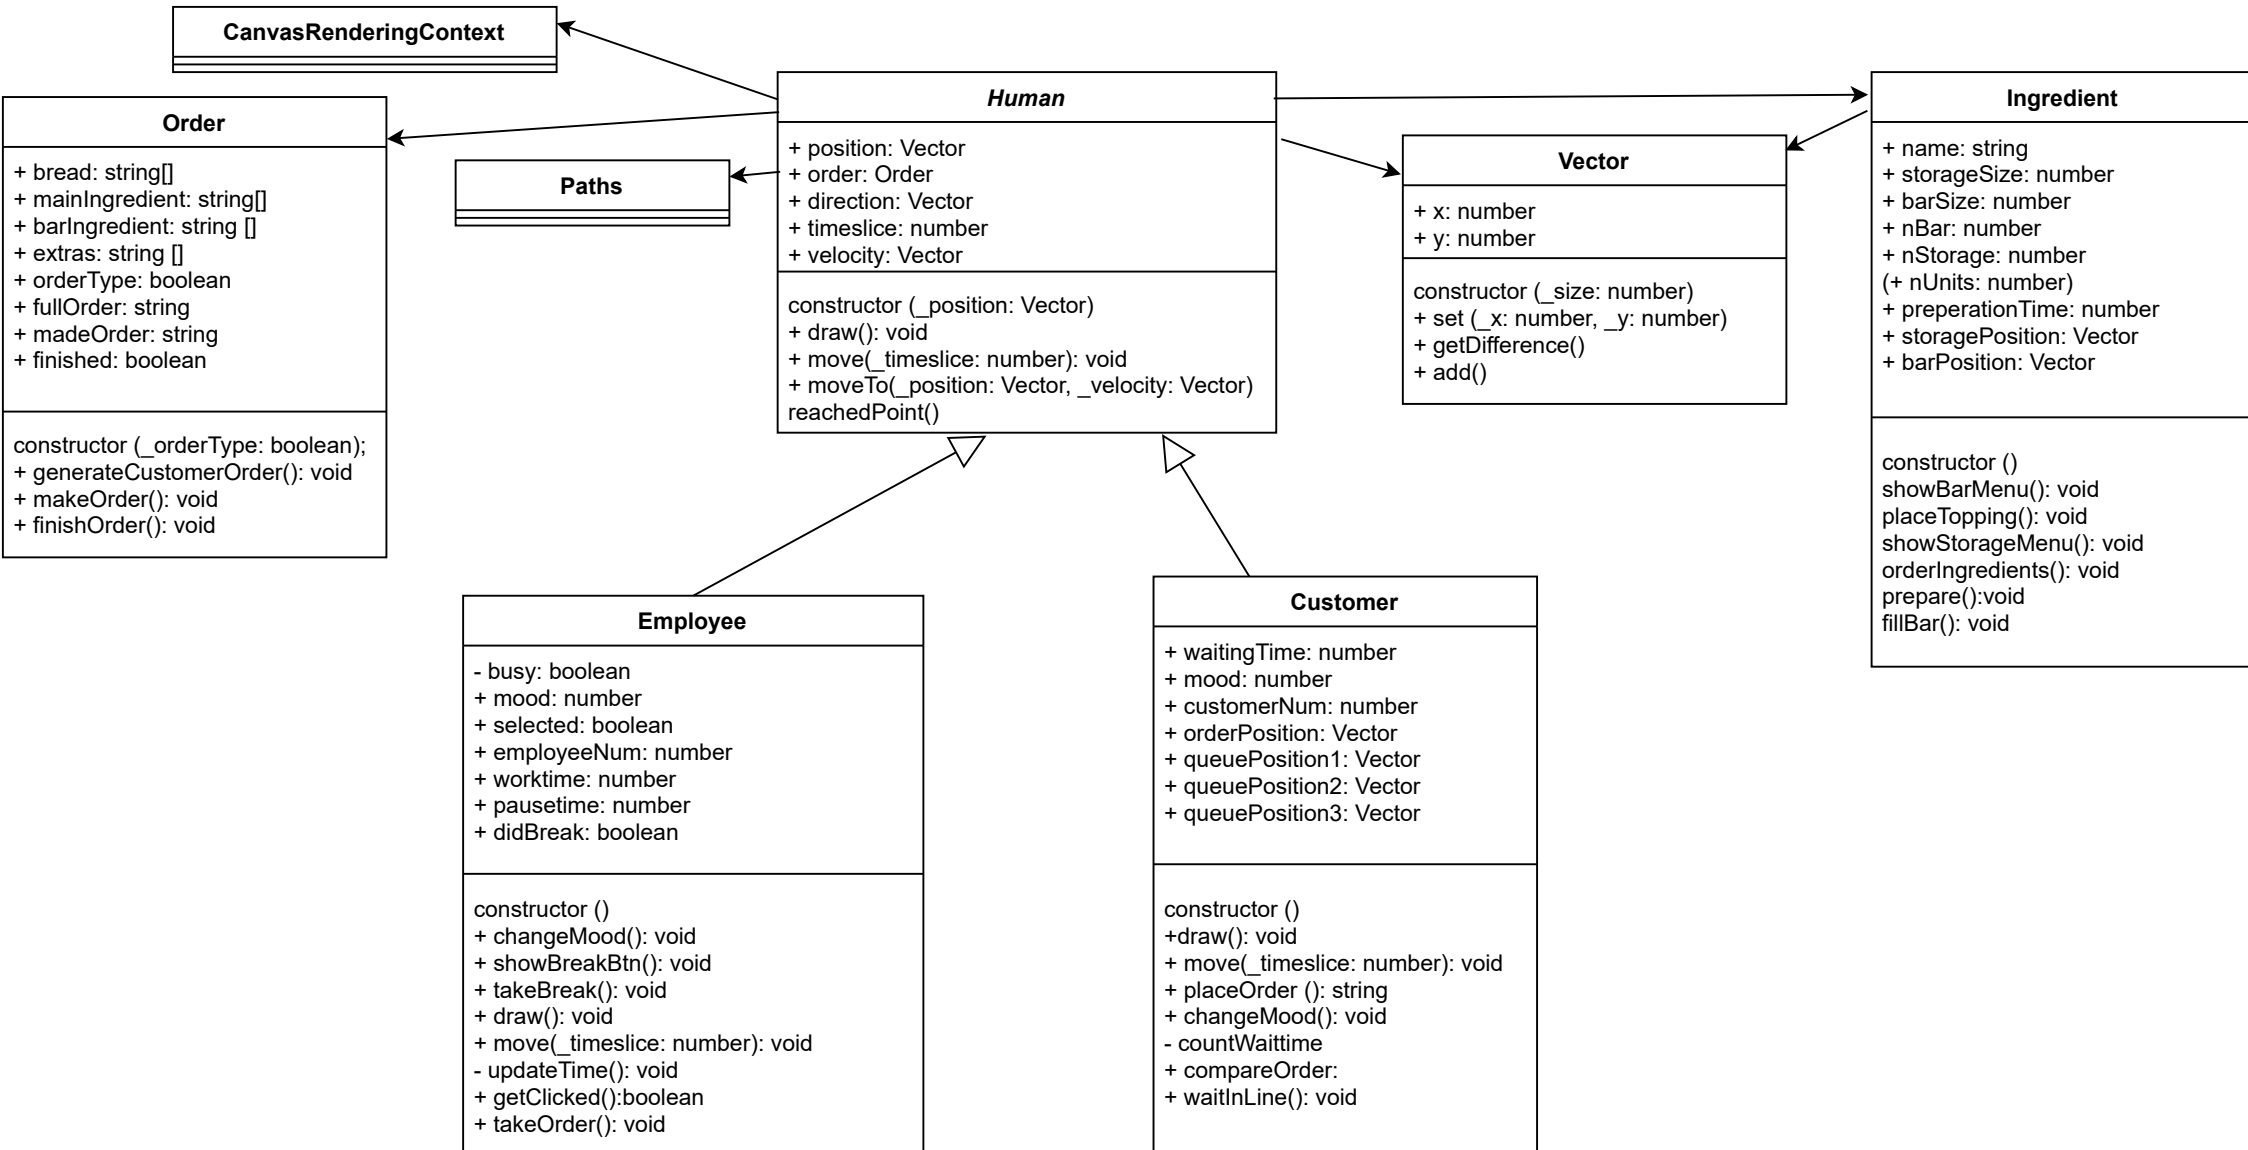 CanvasRenderingContext
Order
+ bread: string[]
+ mainIngredient: string[]
+ barIngredient: string []
+ extras: string []
+ orderType: boolean
+ fullOrder: string
+ madeOrder: string
+ finished: boolean
constructor (_orderType: boolean);
+ generateCustomerOrder(): void
+ makeOrder(): void
+ finishOrder(): void
Paths
Human
+ position: Vector
+ order: Order
+ direction: Vector
+ timeslice: number
+ velocity: Vector
constructor (_position: Vector)
+ draw(): void
+ move(_timeslice: number): void
+ moveTo(_position: Vector, _velocity: Vector)
reachedPoint()
Vector
+ x: number
+ y: number
constructor (_size: number)
+ set (_x: number, _y: number)
+ getDifference()
+ add()
Ingredient
+ name: string
+ storageSize: number
+ barSize: number
+ nBar: number
+ nStorage: number
(+ nUnits: number)
+ preperationTime: number
+ storagePosition: Vector
+ barPosition: Vector
constructor ()
showBarMenu(): void
placeTopping(): void
showStorageMenu(): void
orderIngredients(): void
prepare():void
fillBar(): void
Employee
- busy: boolean
+ mood: number
+ selected: boolean
+ employeeNum: number
+ worktime: number
+ pausetime: number
+ didBreak: boolean
constructor ()
+ changeMood(): void
+ showBreakBtn(): void
+ takeBreak(): void
+ draw(): void
+ move(_timeslice: number): void
- updateTime(): void
+ getClicked():boolean
+ takeOrder(): void
Customer
+ waitingTime: number
+ mood: number
+ customerNum: number
+ orderPosition: Vector
+ queuePosition1: Vector
+ queuePosition2: Vector
+ queuePosition3: Vector
constructor ()
+draw(): void
+ move(_timeslice: number): void
+ placeOrder (): string
+ changeMood(): void
- countWaittime
+ compareOrder:
+ waitInLine(): void